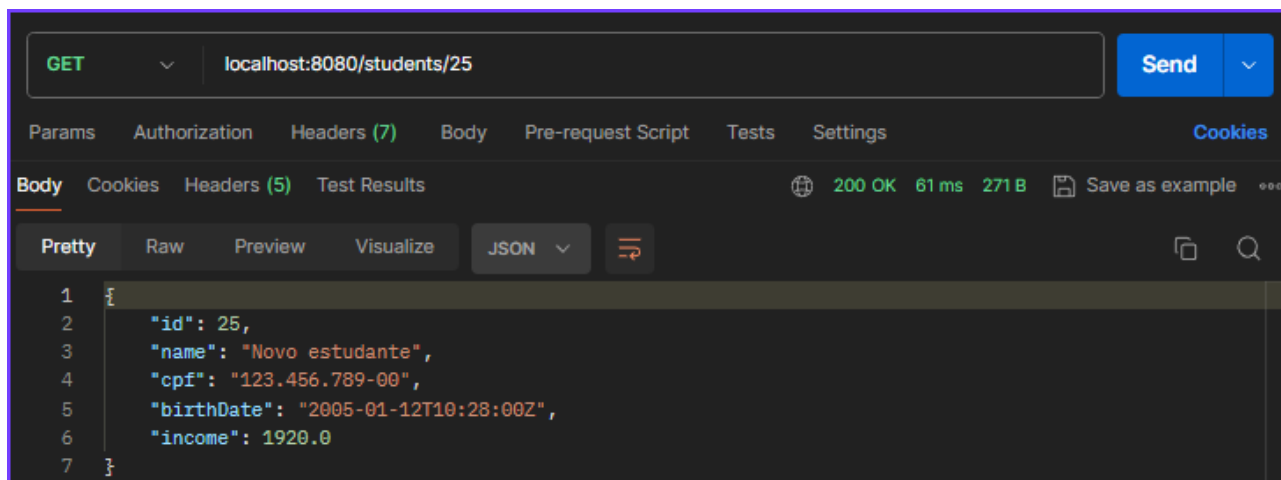 GET localhost:8080/students/25 Send
Params Authorization Headers (7) Body Pre-request Script Tests Settings Cookies
Body Cookies Headers (5) Test Results 200 OK 61 ms 271 B Save as example
Pretty Raw Preview Visualize JSON
1 {
2 "id": 25,
3 "name": "Novo estudante",
4 "cpf": "123.456.789-00",
5 "birthDate": "2005-01-12T10:28:00Z",
6 "income": 1920.0
7 }